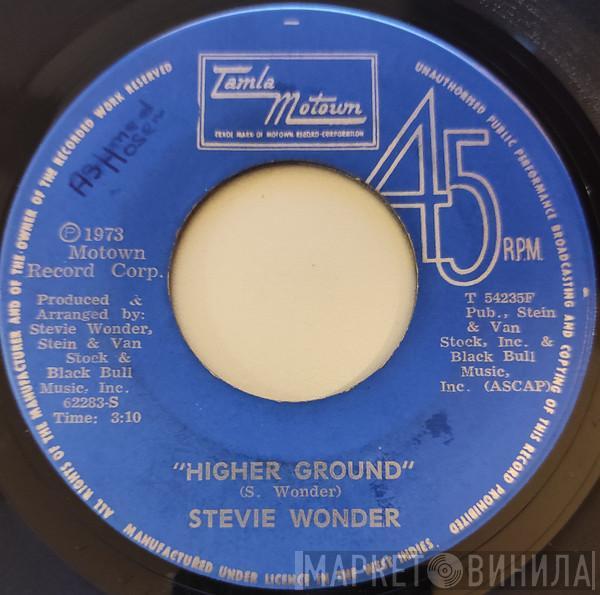 Tamla
Motown
TRADE MARK OF MOTOWN RECORD CORPORATION
45
R.P.M.
ALL RIGHTS OF THE MANUFACTURER AND OF THE OWNER OF THE RECORDED WORK RESERVED
UNAUTHORISED PUBLIC PERFORMANCE BROADCASTING AND COPYING OF THIS RECORD PROHIBITED
℗ 1973
Motown
Record Corp.
Produced &
Arranged by:
Stevie Wonder,
Stein & Van
Stock &
Black Bull
Music, Inc.
62283-S
Time: 3:10
T 54235F
Pub., Stein
& Van
Stock, Inc. &
Black Bull
Music,
Inc. (ASCAP)
"HIGHER GROUND"
(S. Wonder)
STEVIE WONDER
MANUFACTURED UNDER LICENCE IN THE WEST INDIES.
МАРКЕТ ВИНИЛА